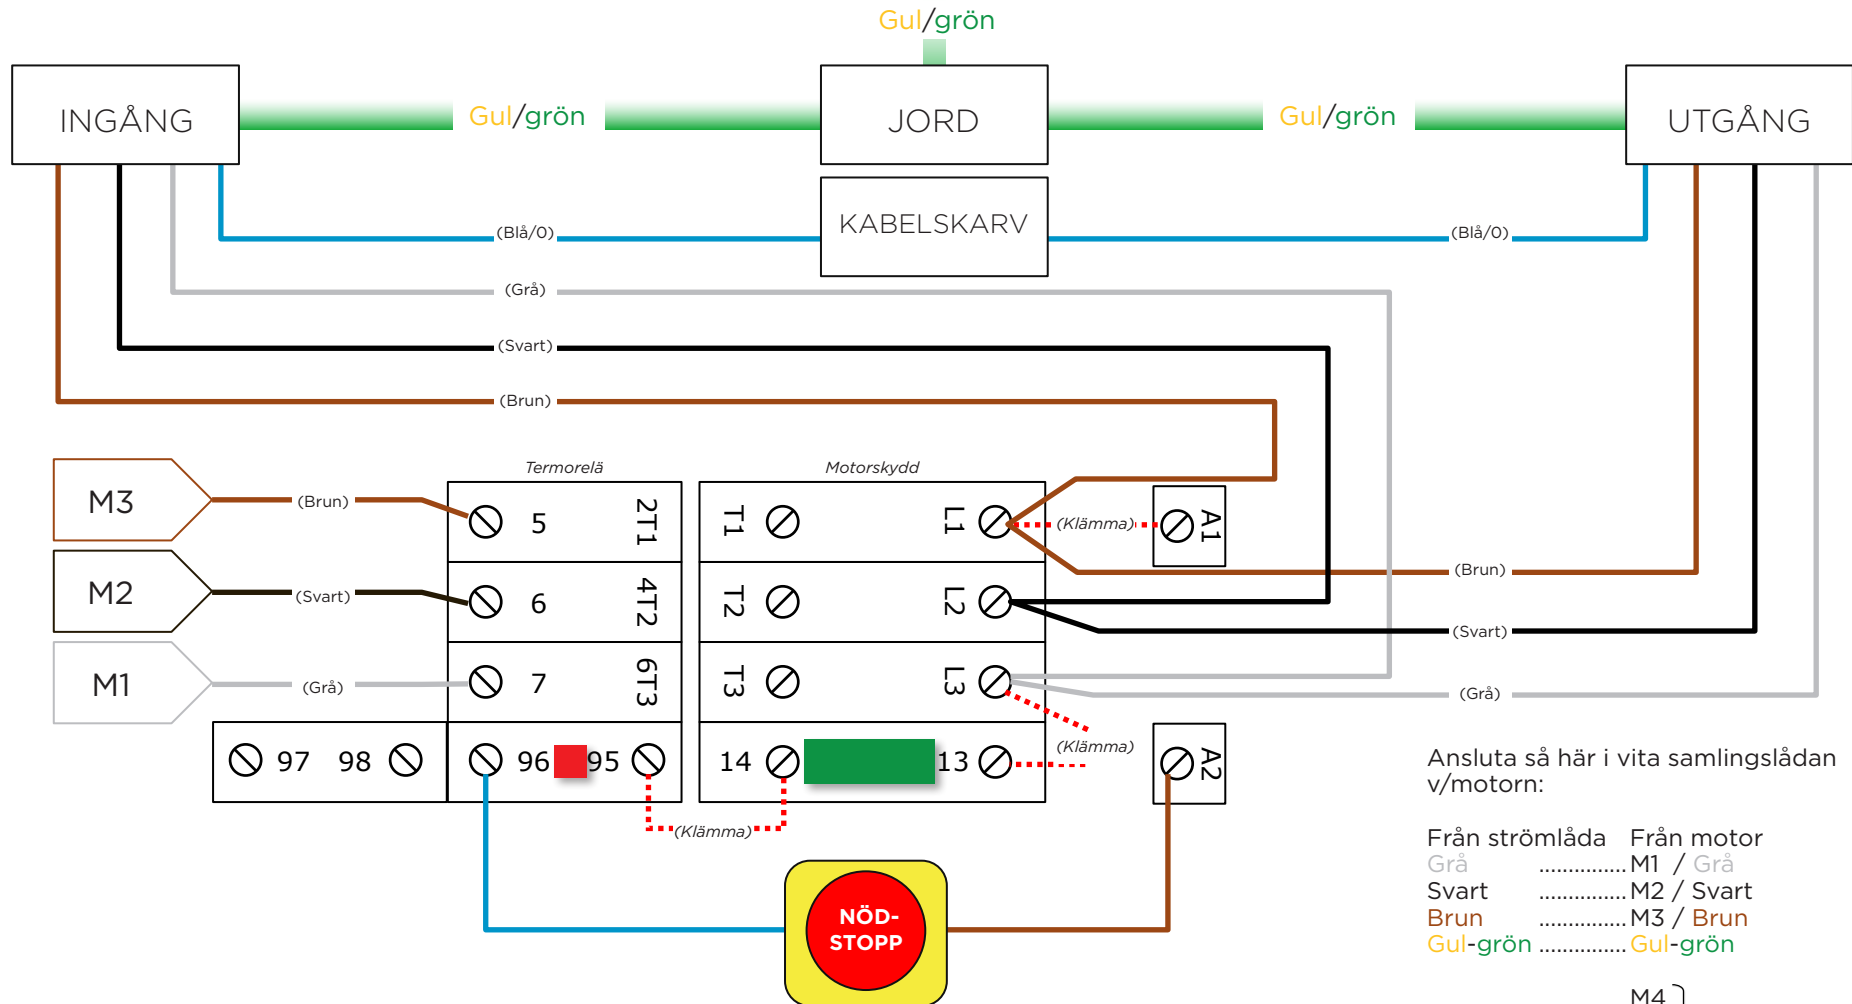 Gul/grön
INGÅNG
Gul/grön
JORD
Gul/grön
UTGÅNG
(Blå/0)
KABELSKARV
(Blå/0)
(Grå)
(Svart)
(Brun)
Termorelä
Motorskydd
M3
(Brun)
5
2T1
T1
L1
(Klämma)
A1
(Brun)
M2
(Svart)
6
4T2
T2
L2
(Svart)
M1
(Grå)
7
6T3
T3
L3
(Grå)
97
98
96
95
14
13
(Klämma)
A2
(Klämma)
NÖD-
STOPP
Ansluta så här i vita samlingslådan
v/motorn:
Från strömlåda Från motor
Grå ............... M1 / Grå
Svart ............... M2 / Svart
Brun ............... M3 / Brun
Gul-grön ............... Gul-grön
M4